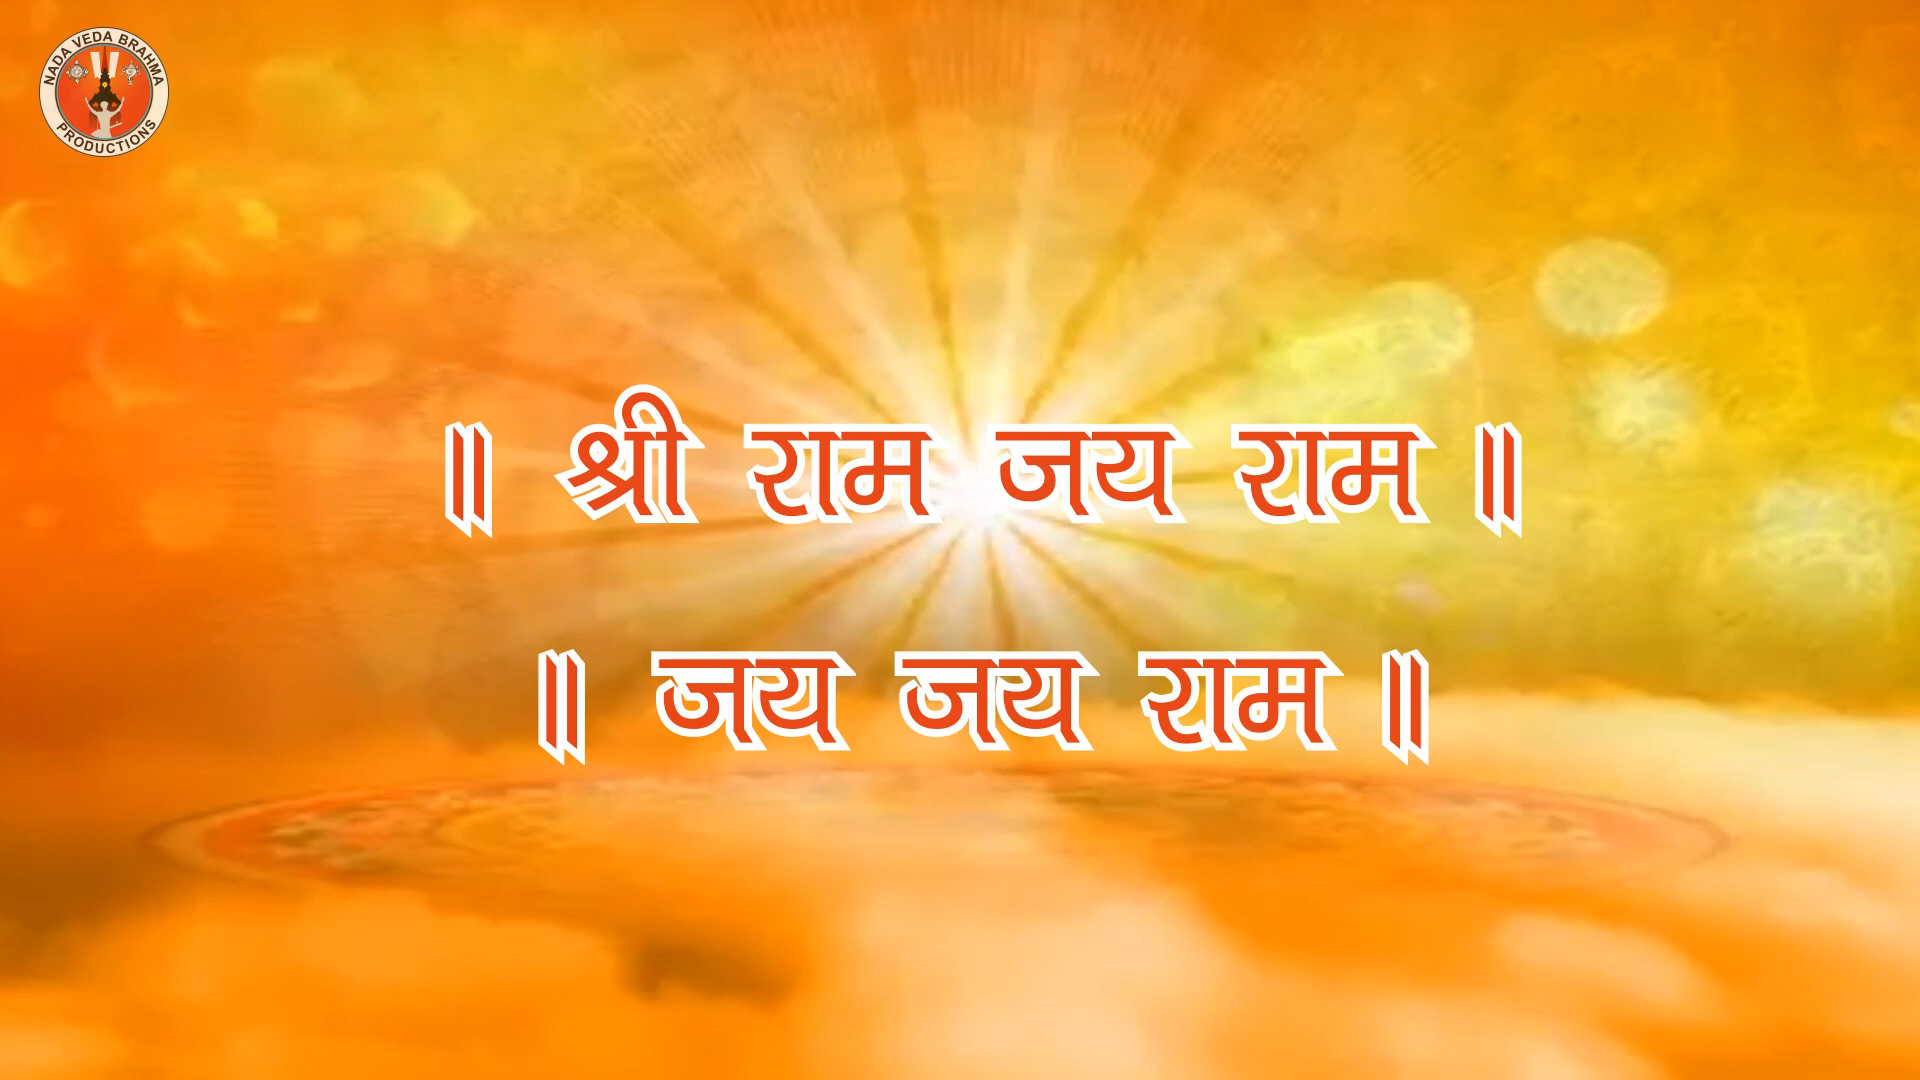 NADA VEDA BRAHMA
PRODUCTIONS
॥ श्री राम जय राम ॥
॥ जय जय राम ॥